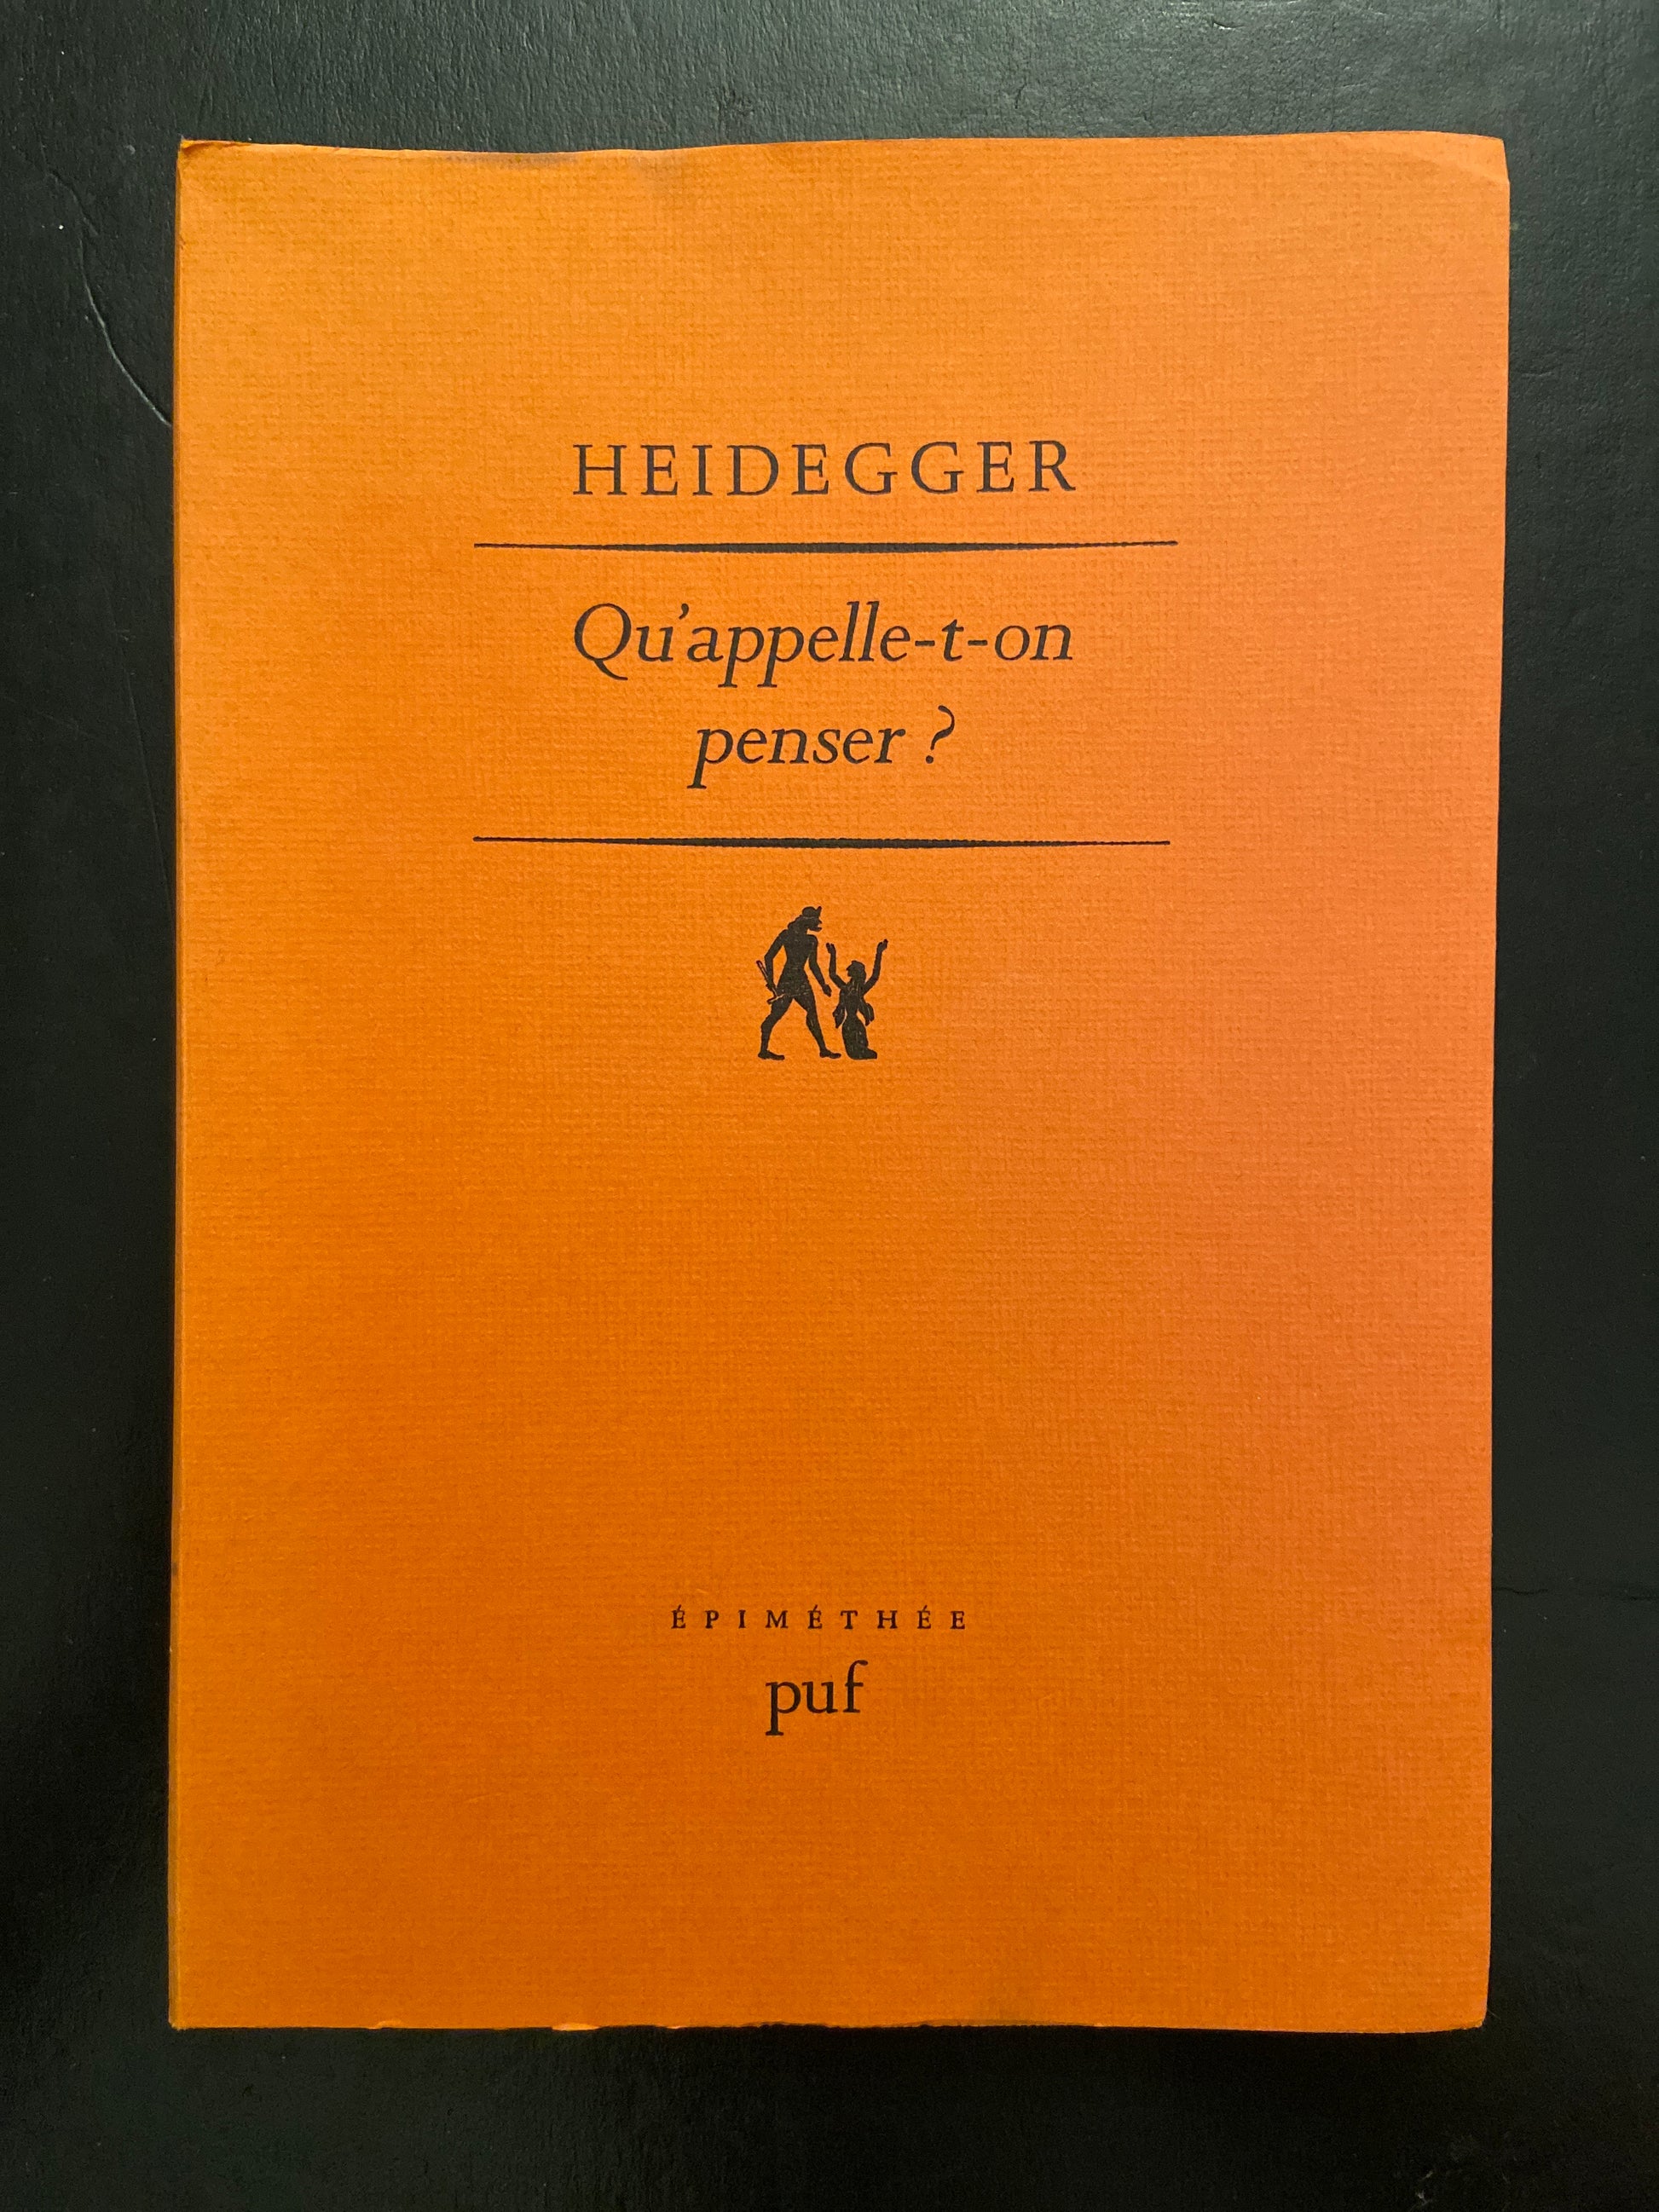 HEIDEGGER
Qu'appelle-t-on
penser ?
ÉPIMÉTHÉE
puf